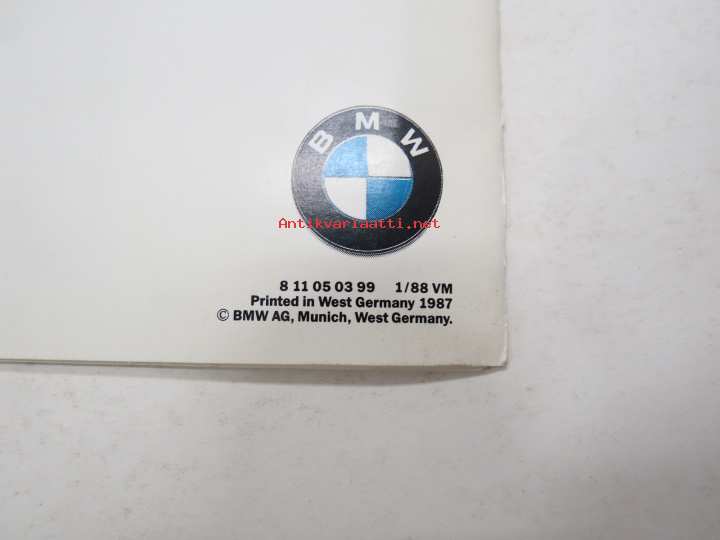 BMW
Antikvariaatti.net
8 11 05 03 99 1/88 VM
Printed in West Germany 1987
© BMW AG, Munich, West Germany.